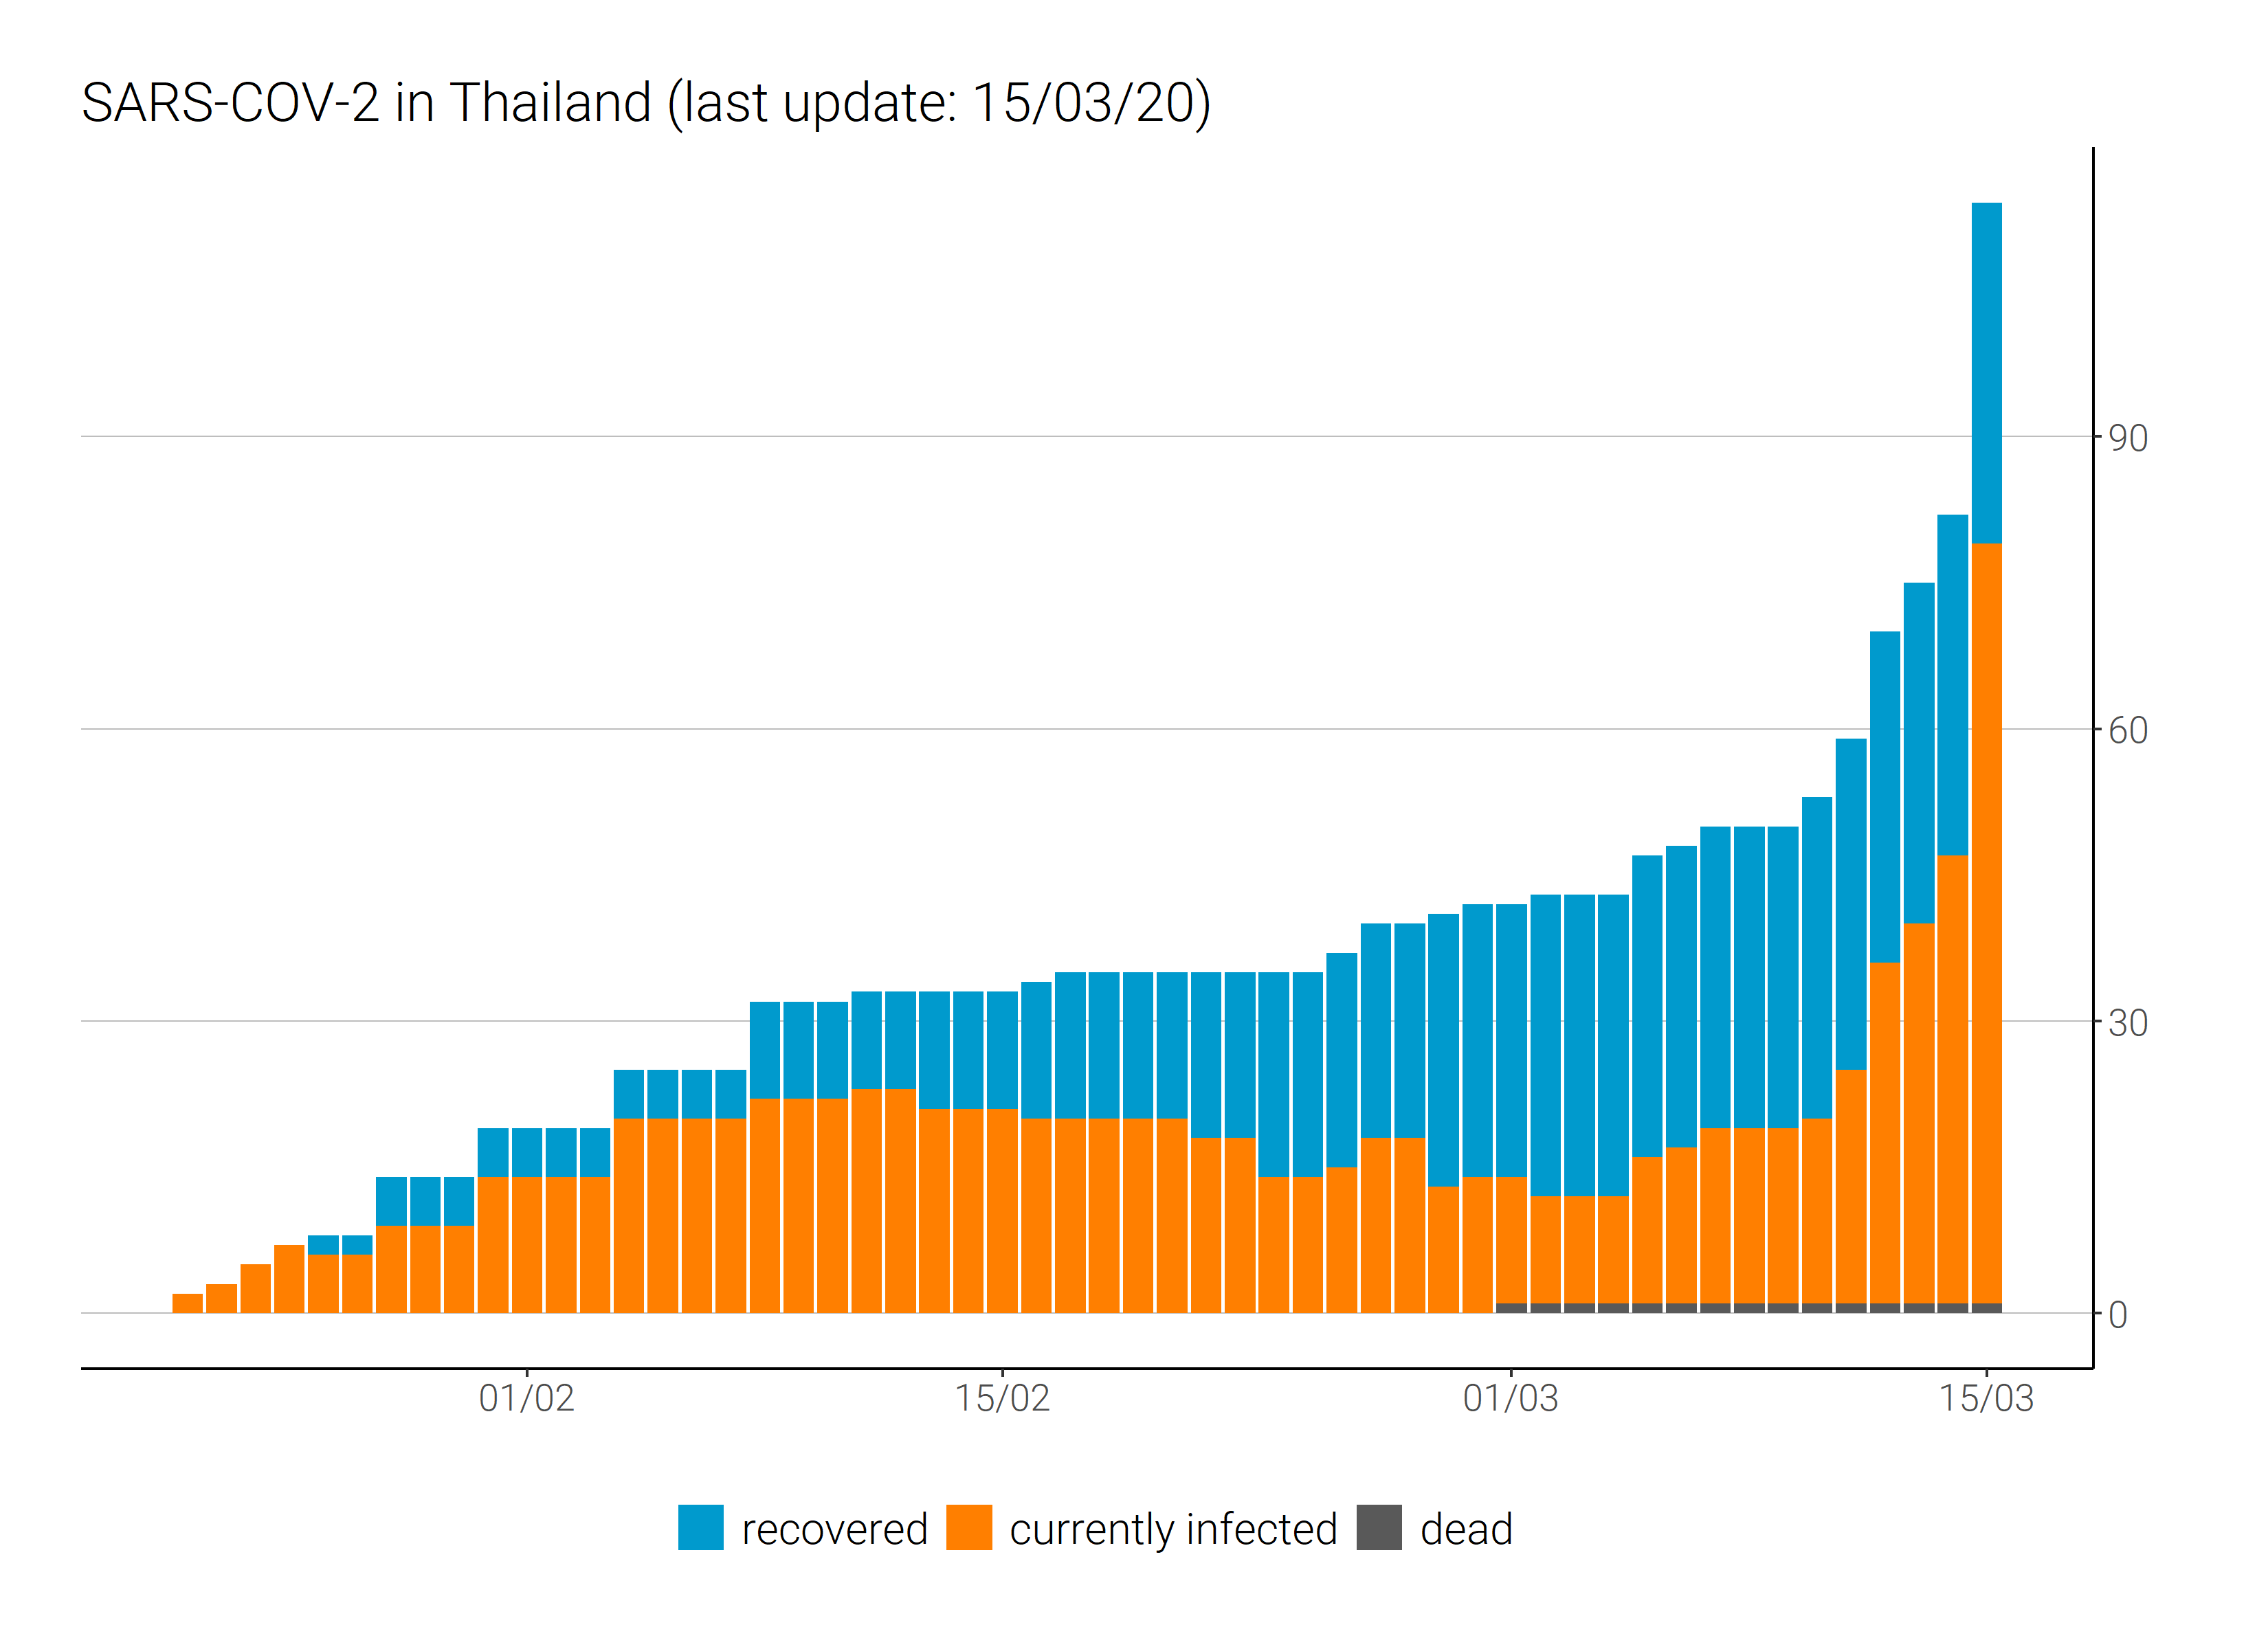 SARS-COV-2 in Thailand (last update: 15/03/20)
90
60
30
0
01/02 15/02 01/03 15/03
recovered currently infected dead